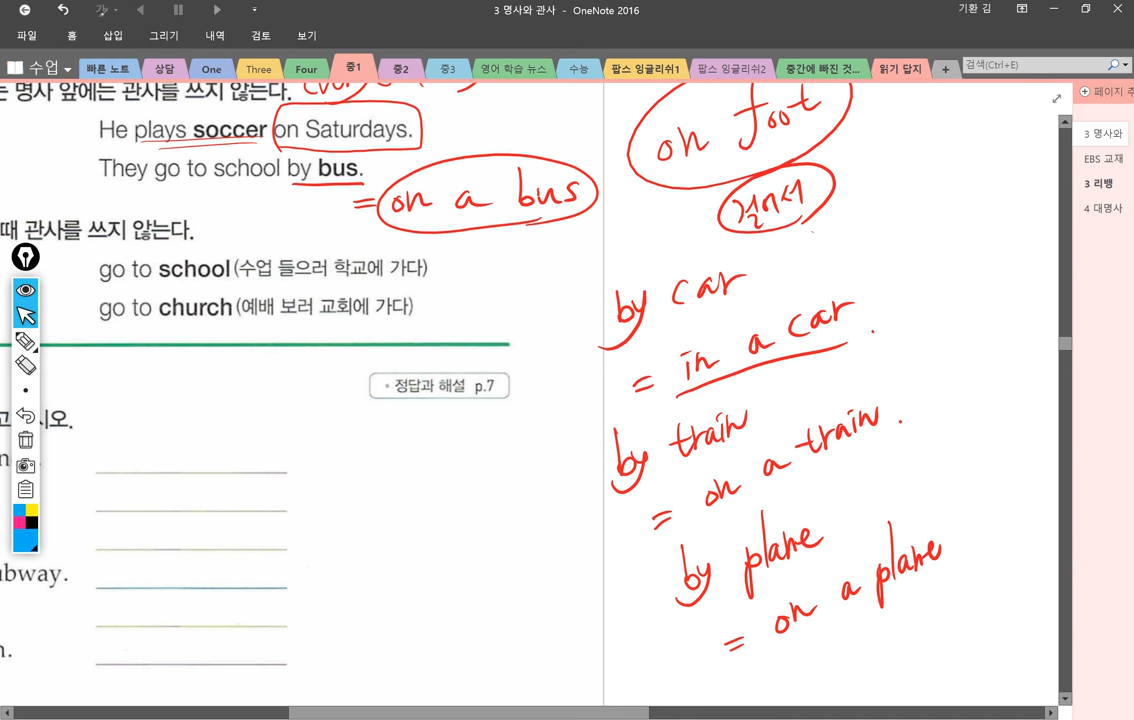 3 명사와 관사 - OneNote 2016
기환 김
파일 홈 삽입 그리기 내역 검토 보기
수업 빠른 노트 상담 One Three Four 중1 중2 중3 영어 학습 뉴스 수능 팝스 잉글리쉬1 팝스 잉글리쉬2 중간에 빠진 것... 읽기 답지 + 검색(Ctrl+E)
페이지 추
3 명사와
EBS 교재
3 리뱅
4 대명사
는 명사 앞에는 관사를 쓰지 않는다.
He plays soccer on Saturdays.
They go to school by bus.
= on a bus
때 관사를 쓰지 않는다.
go to school(수업 들으러 학교에 가다)
go to church(예배 보러 교회에 가다)
• 정답과 해설 p.7
시오.
bway.
n.
on foot
걸어서
by car
= in a car.
by train
= on a train.
by plane
= on a plane